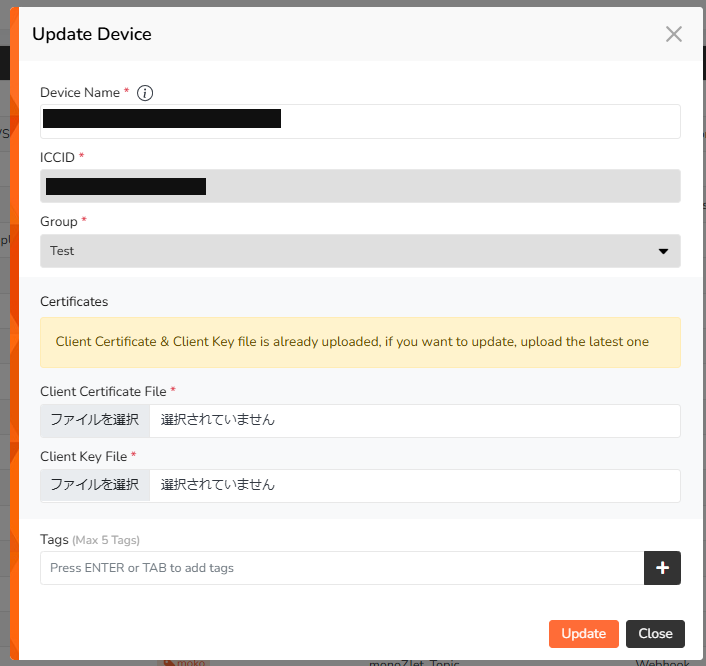 Update Device
Device Name *
ICCID *
Group *
Test
Certificates
Client Certificate & Client Key file is already uploaded, if you want to update, upload the latest one
Client Certificate File *
ファイルを選択 選択されていません
Client Key File *
ファイルを選択 選択されていません
Tags (Max 5 Tags)
Press ENTER or TAB to add tags
Update Close
moko
Webhook